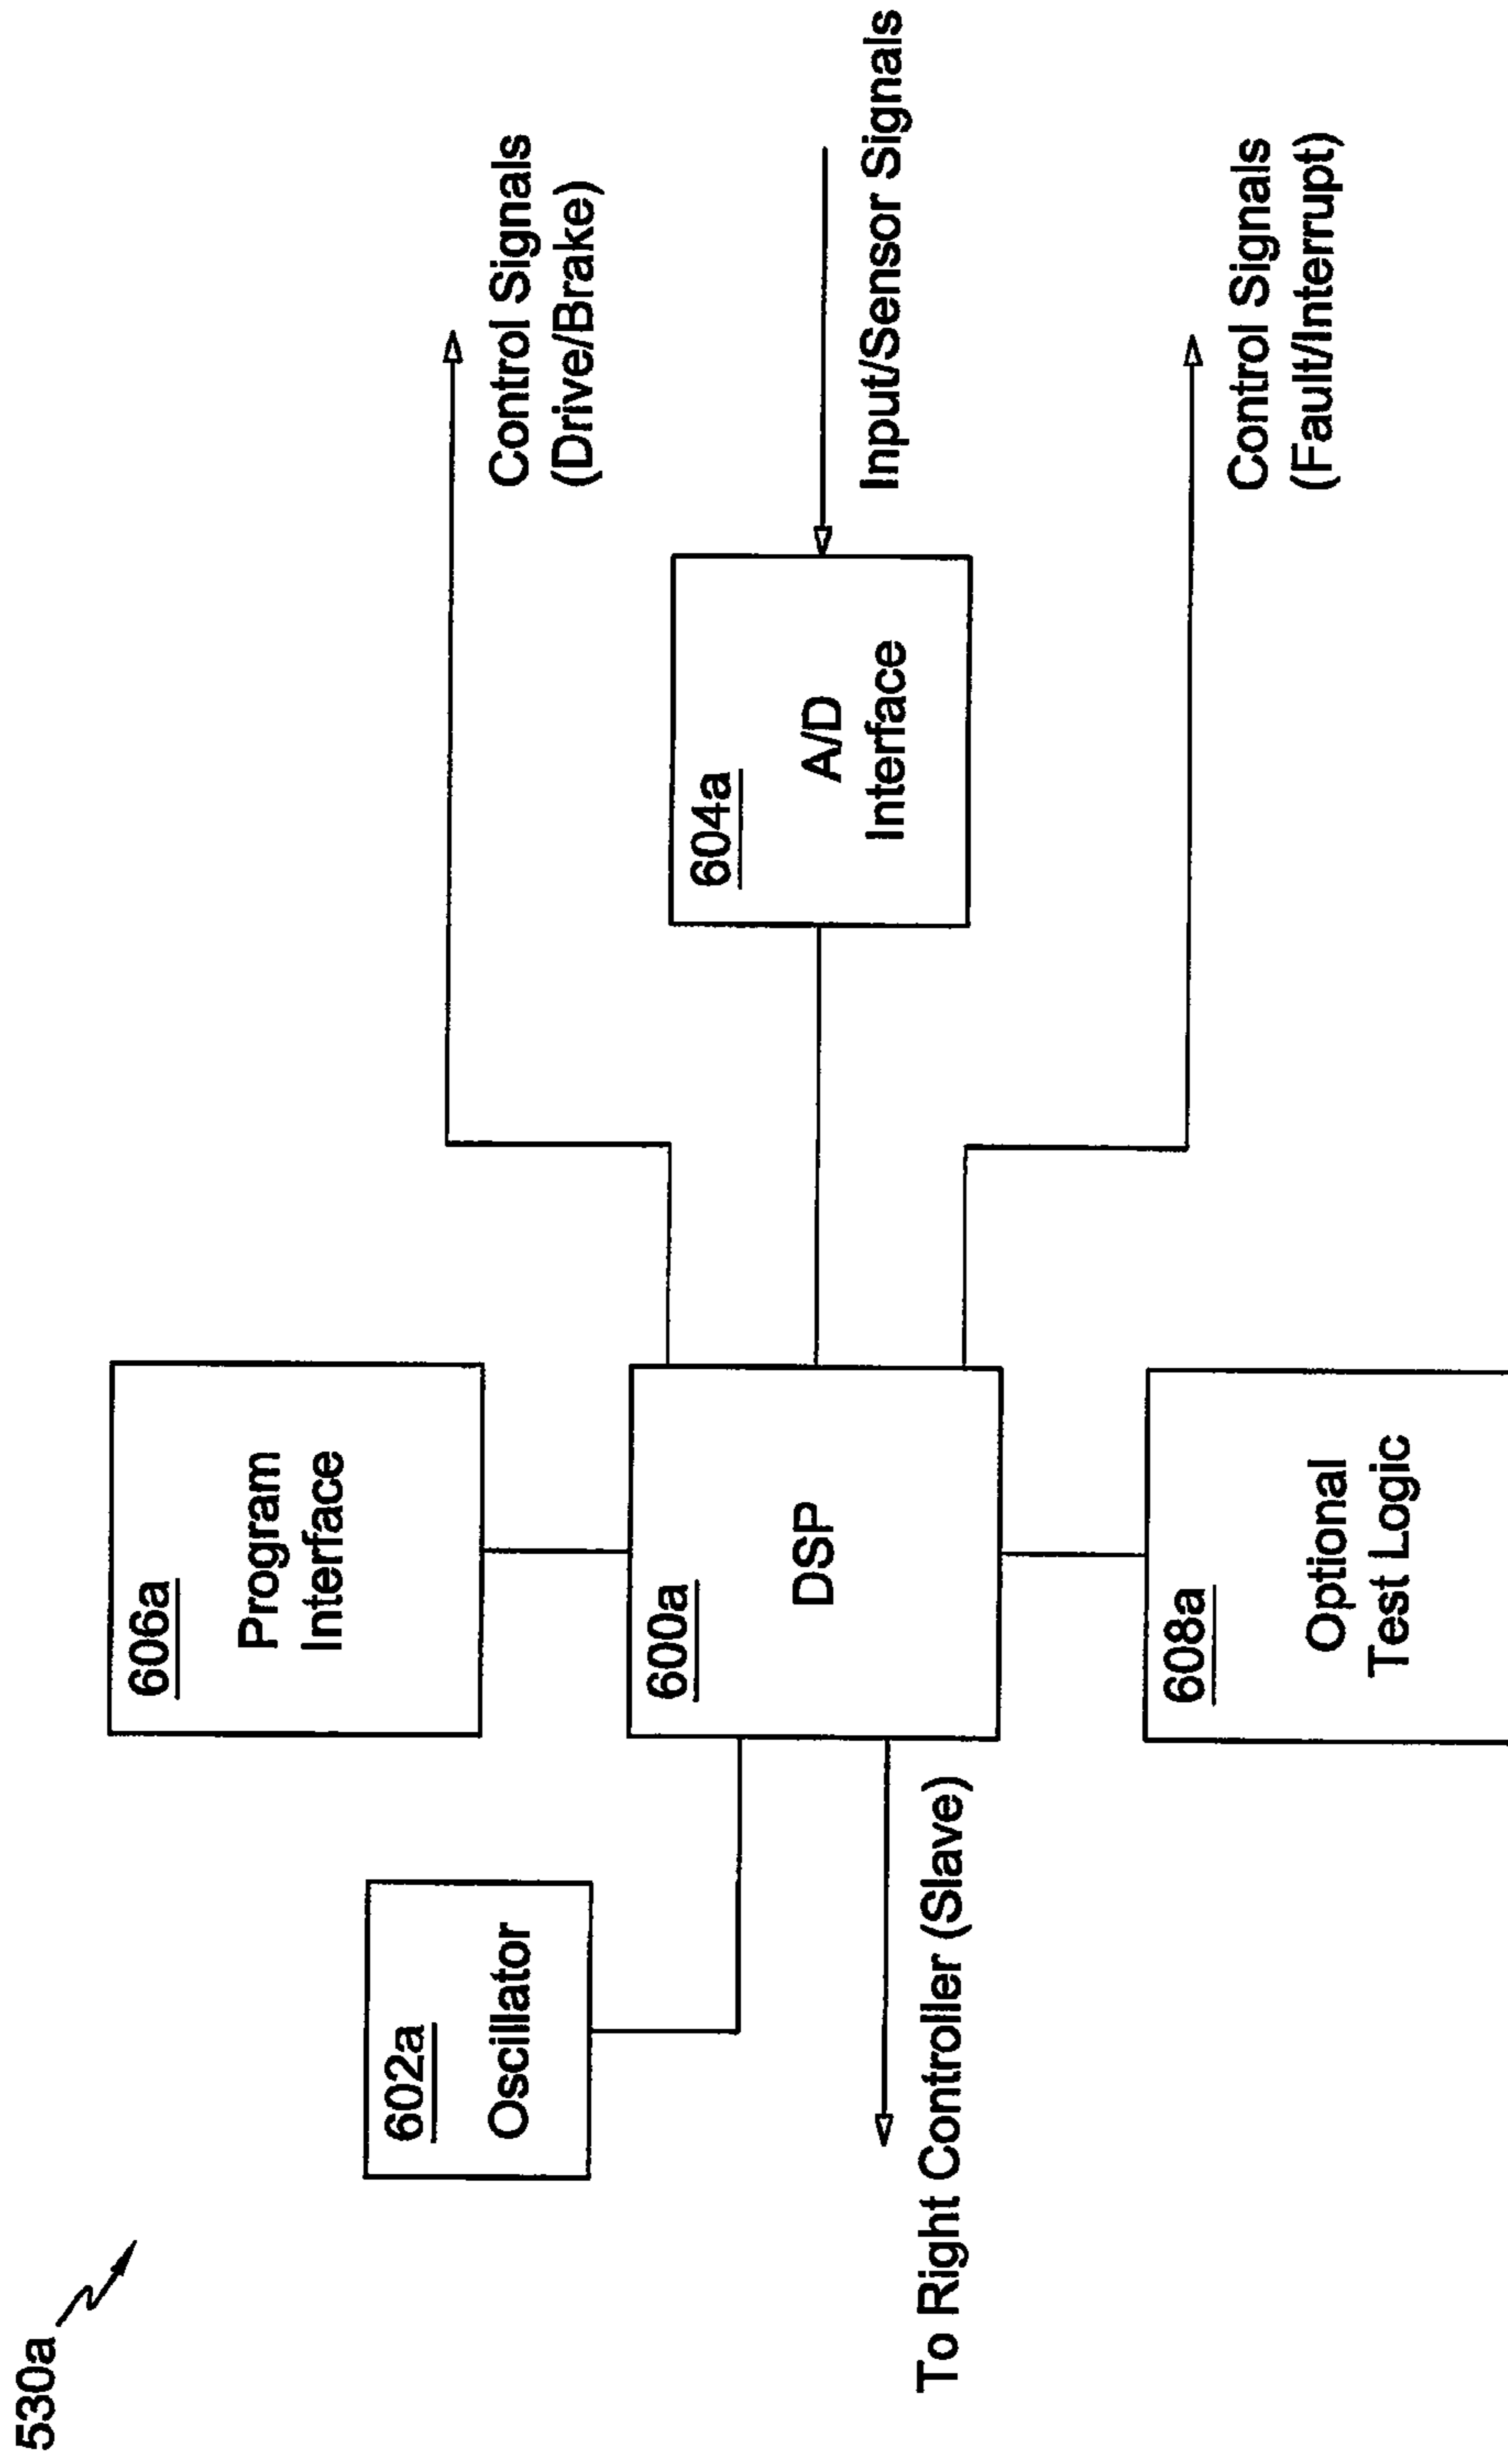 530a
606a
Program
Interface
Control Signals
(Drive/Brake)
602a
Oscillator
600a
DSP
604a
A/D
Interface
Input/Sensor Signals
To Right Controller (Slave)
608a
Optional
Test Logic
Control Signals
(Fault/Interrupt)